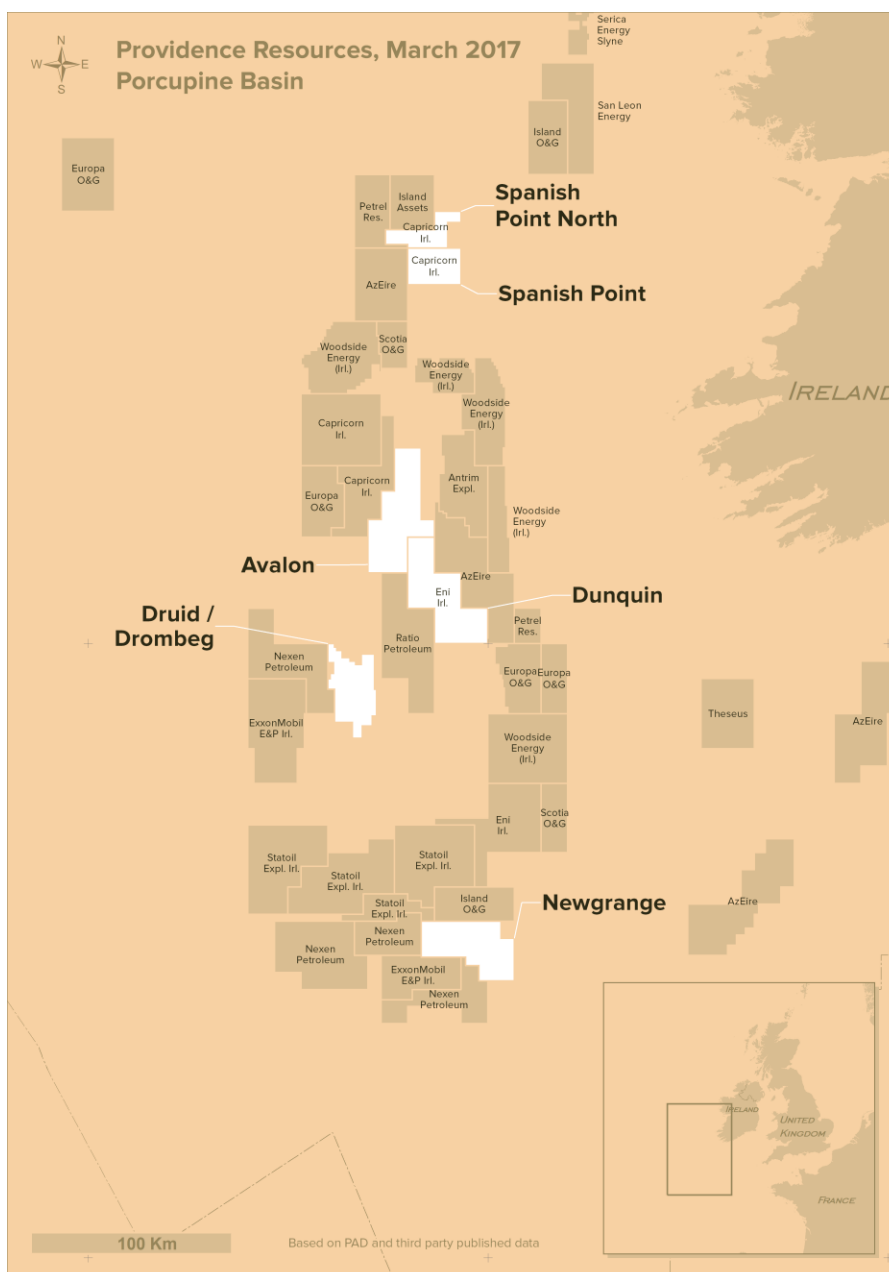 N
W E
S
Providence Resources, March 2017
Porcupine Basin
Serica
Energy
Slyne
San Leon
Energy
Island
O&G
Europa
O&G
Petrel
Res.
Island
Assets
Capricorn
Irl.
Spanish
Point North
Capricorn
Irl.
Spanish Point
AzEire
Woodside
Energy
(Irl.)
Scotia
O&G
Woodside
Energy
(Irl.)
Woodside
Energy
(Irl.)
IRELAND
Capricorn
Irl.
Capricorn
Irl.
Europa
O&G
Antrim
Expl.
Woodside
Energy
(Irl.)
Avalon
AzEire
Eni
Irl.
Dunquin
Druid /
Drombeg
Petrel
Res.
Ratio
Petroleum
Nexen
Petroleum
Europa
O&G
Europa
O&G
ExxonMobil
E&P Irl.
Theseus
AzEire
Woodside
Energy
(Irl.)
Eni
Irl.
Scotia
O&G
Statoil
Expl. Irl.
Statoil
Expl. Irl.
Statoil
Expl. Irl.
Statoil
Expl. Irl.
Island
O&G
Newgrange
AzEire
Nexen
Petroleum
Nexen
Petroleum
ExxonMobil
E&P Irl.
Nexen
Petroleum
IRELAND
UNITED
KINGDOM
FRANCE
100 Km
Based on PAD and third party published data